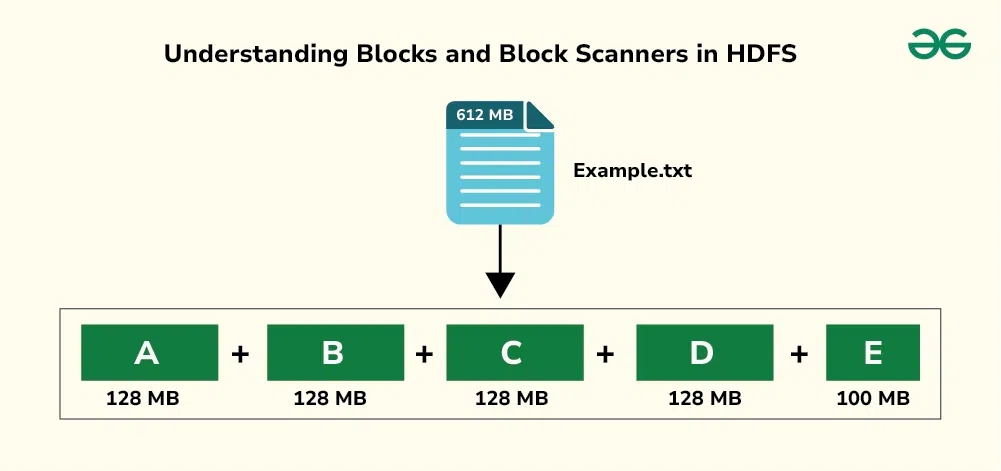 Understanding Blocks and Block Scanners in HDFS
612 MB
Example.txt
A + B + C + D + E
128 MB 128 MB 128 MB 128 MB 100 MB